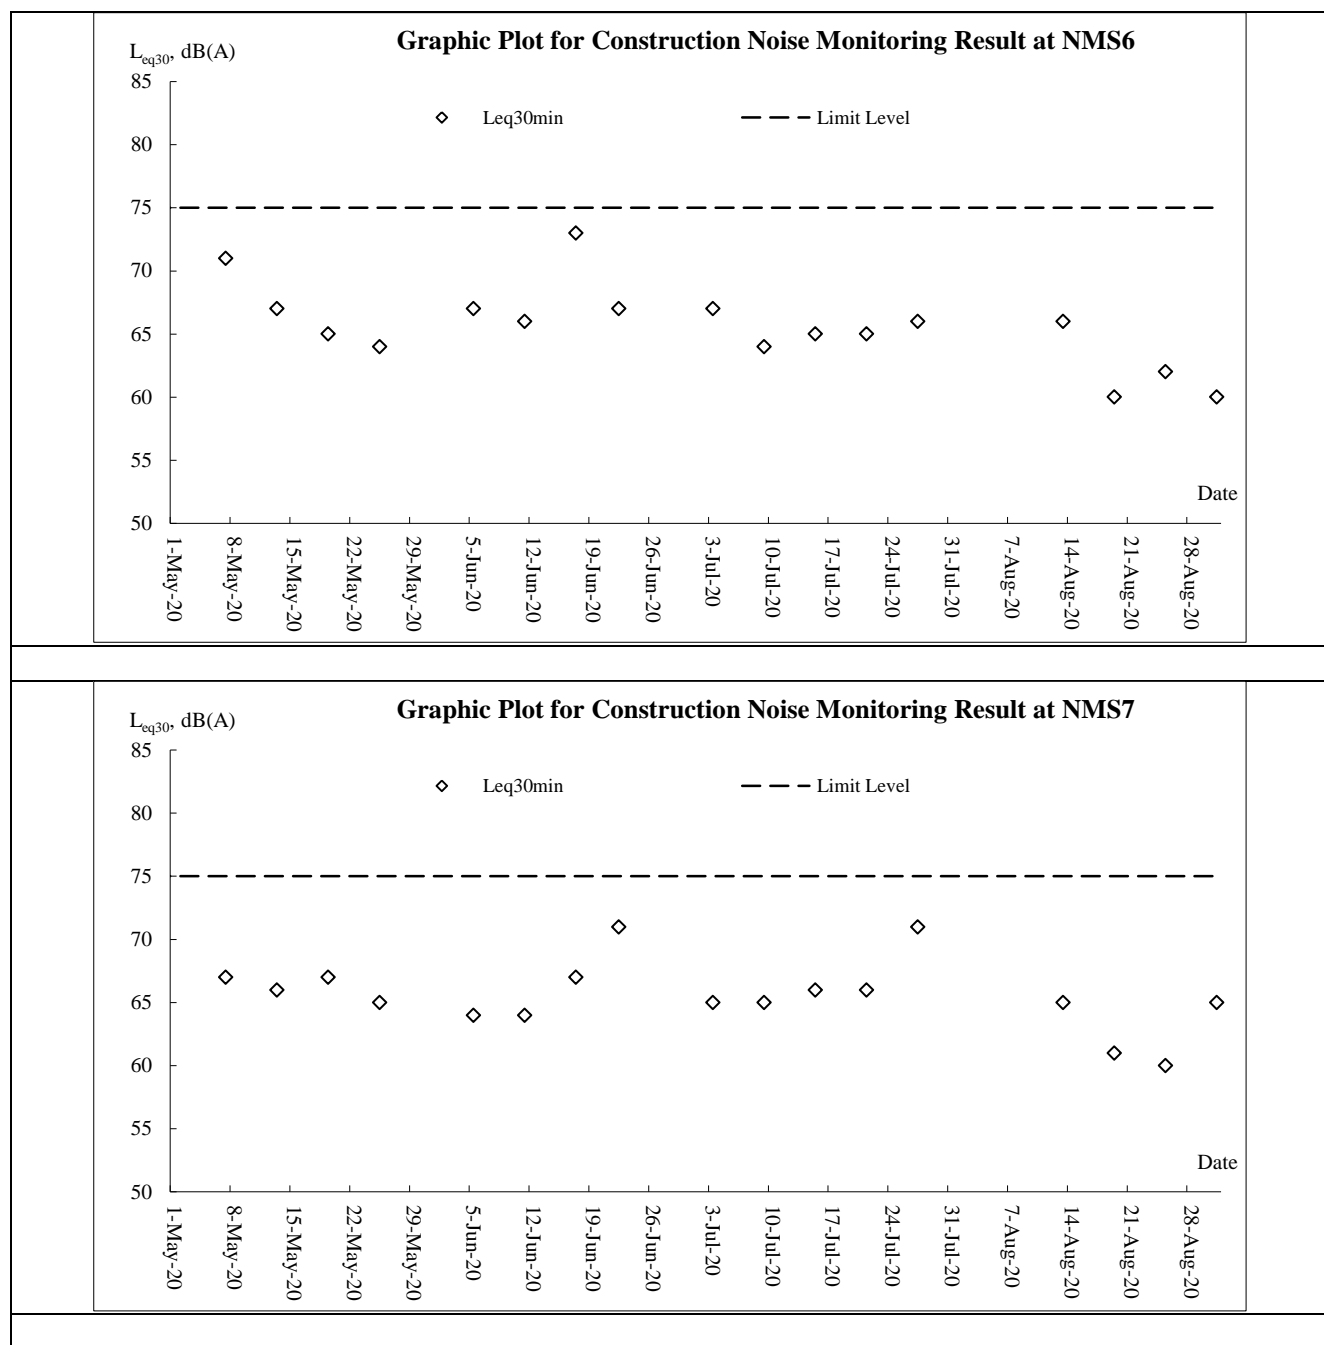 Graphic Plot for Construction Noise Monitoring Result at NMS6
Leq30, dB(A)
85
Leq30min
Limit Level
80
75
70
65
60
55
Date
50
1-May-20
8-May-20
15-May-20
22-May-20
29-May-20
5-Jun-20
12-Jun-20
19-Jun-20
26-Jun-20
3-Jul-20
10-Jul-20
17-Jul-20
24-Jul-20
31-Jul-20
7-Aug-20
14-Aug-20
21-Aug-20
28-Aug-20
Graphic Plot for Construction Noise Monitoring Result at NMS7
Leq30, dB(A)
85
Leq30min
Limit Level
80
75
70
65
60
55
Date
50
1-May-20
8-May-20
15-May-20
22-May-20
29-May-20
5-Jun-20
12-Jun-20
19-Jun-20
26-Jun-20
3-Jul-20
10-Jul-20
17-Jul-20
24-Jul-20
31-Jul-20
7-Aug-20
14-Aug-20
21-Aug-20
28-Aug-20